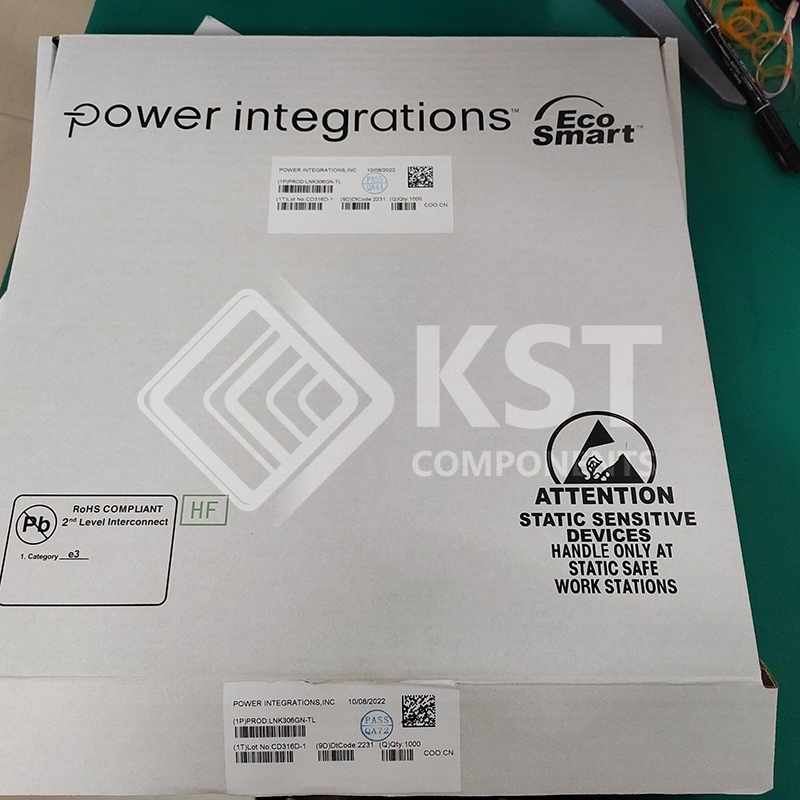 power integrations™
Eco
Smart™
POWER INTEGRATIONS,INC 10/08/2022
(1P)PROD:LNK306GN-TL
PASS
QA44
(1T)Lot No:CD316D-1 (9D)DtCode:2231 (Q)Qty:1000
COO:CN
KST
COMPONENTS
ATTENTION
STATIC SENSITIVE
DEVICES
HANDLE ONLY AT
STATIC SAFE
WORK STATIONS
Pb
RoHS COMPLIANT
2nd Level Interconnect
1. Category e3
HF
POWER INTEGRATIONS,INC 10/08/2022
(1P)PROD:LNK306GN-TL
PASS
QA72
(1T)Lot No:CD316D-1 (9D)DtCode:2231 (Q)Qty:1000
COO:CN